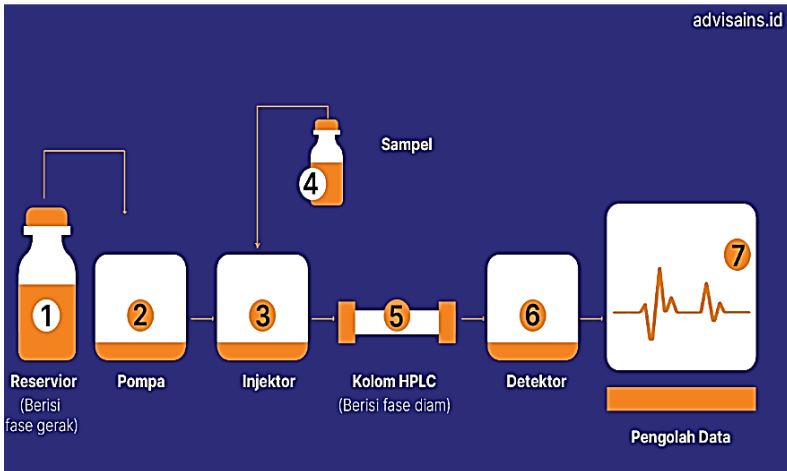 advisains.id
Sampel
4
1
2
3
5
6
7
Reservior
(Berisi
fase gerak)
Pompa
Injektor
Kolom HPLC
(Berisi fase diam)
Detektor
Pengolah Data